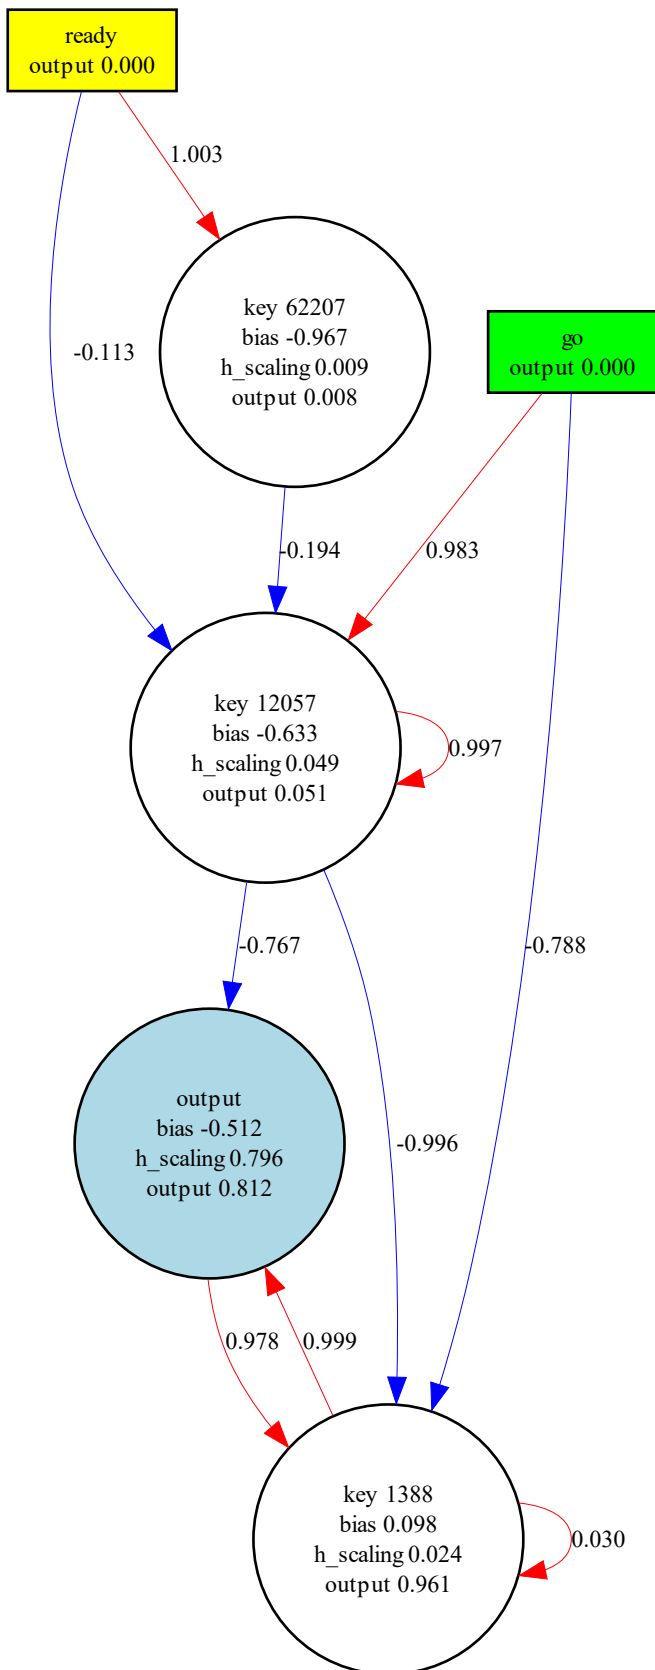 ready
output 0.000
1.003
key 62207
bias -0.967
h_scaling 0.009
output 0.008
go
output 0.000
-0.113
-0.194
0.983
key 12057
bias -0.633
h_scaling 0.049
output 0.051
0.997
-0.767
-0.788
output
bias -0.512
h_scaling 0.796
output 0.812
-0.996
0.978
0.999
key 1388
bias 0.098
h_scaling 0.024
output 0.961
0.030